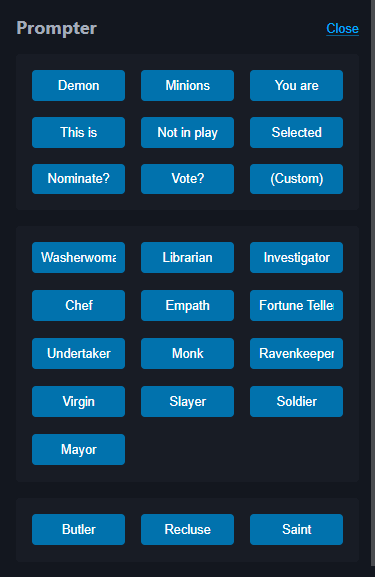 Prompter Close
Demon Minions You are
This is Not in play Selected
Nominate? Vote? (Custom)
Washerwoma Librarian Investigator
Chef Empath Fortune Telle
Undertaker Monk Ravenkeeper
Virgin Slayer Soldier
Mayor
Butler Recluse Saint